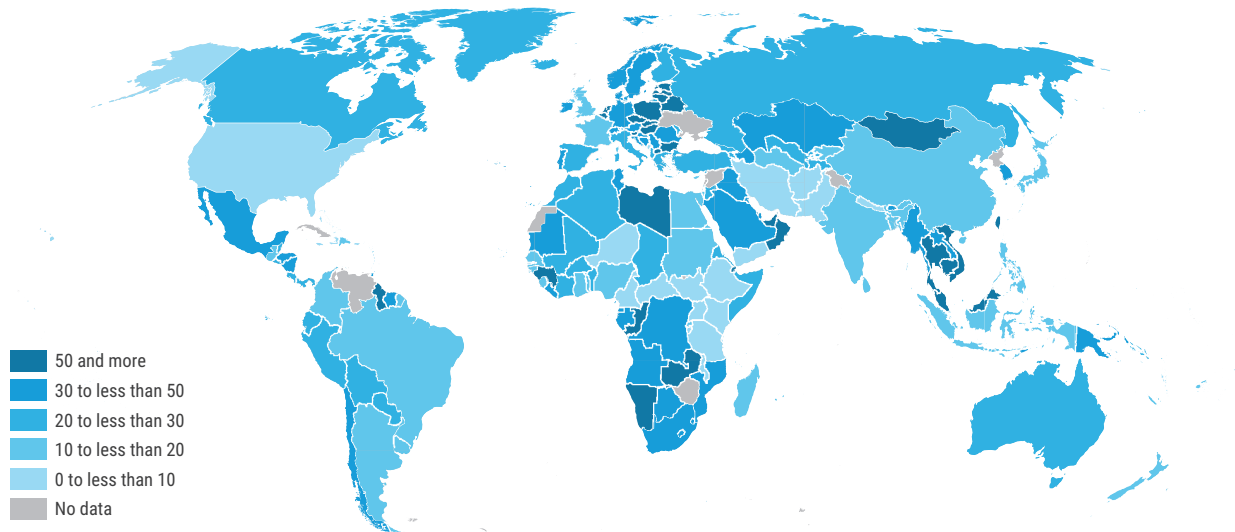 50 and more
30 to less than 50
20 to less than 30
10 to less than 20
0 to less than 10
No data